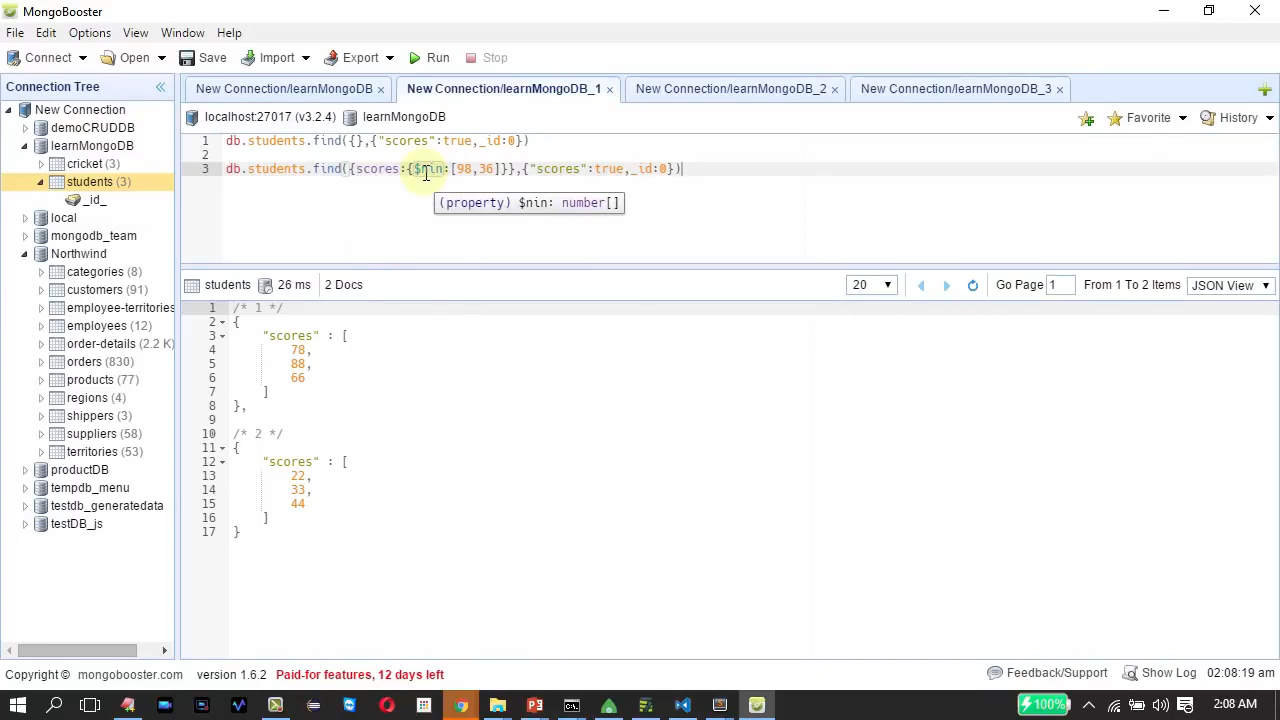 MongoBooster
File Edit Options View Window Help
Connect Open Save Import Export Run Stop
Connection Tree
New Connection
demoCRUDDB
learnMongoDB
cricket (3)
students (3)
_id_
local
mongodb_team
Northwind
categories (8)
customers (91)
employee-territories
employees (12)
order-details (2.2 K)
orders (830)
products (77)
regions (4)
shippers (3)
suppliers (58)
territories (53)
productDB
tempdb_menu
testdb_generatedata
testDB_js
New Connection/learnMongoDB × New Connection/learnMongoDB_1 × New Connection/learnMongoDB_2 × New Connection/learnMongoDB_3 ×
localhost:27017 (v3.2.4) learnMongoDB Favorite History
1 db.students.find({},{"scores":true,_id:0})
2
3 db.students.find({scores:{$nin:[98,36]}},{"scores":true,_id:0})
(property) $nin: number[]
students 26 ms 2 Docs 20 Go Page 1 From 1 To 2 Items JSON View
1 /* 1 */
2 {
3 "scores" : [
4 78,
5 88,
6 66
7 ]
8 },
9
10 /* 2 */
11 {
12 "scores" : [
13 22,
14 33,
15 44
16 ]
17 }
Copyright © mongobooster.com version 1.6.2 Paid-for features, 12 days left Feedback/Support Show Log 02:08:19 am
100% 2:08 AM